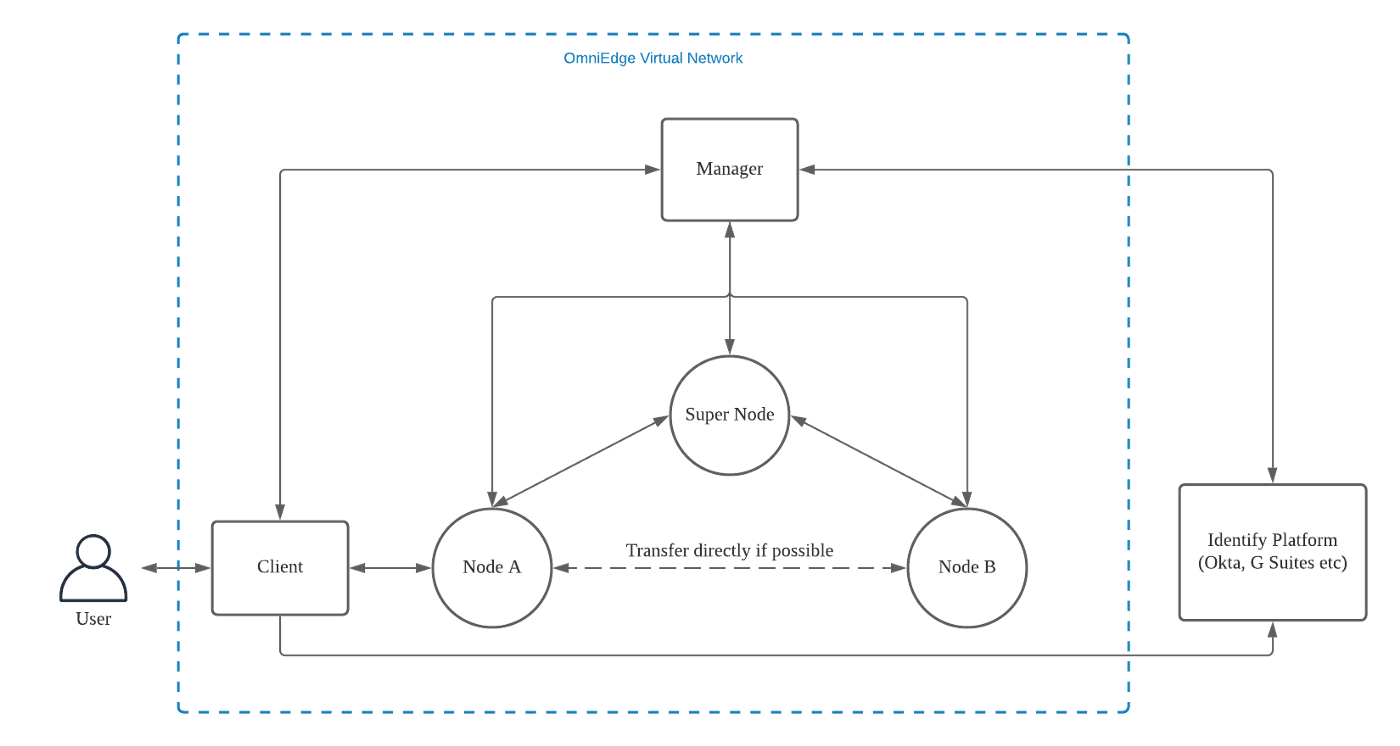 OmniEdge Virtual Network
Manager
Super Node
Transfer directly if possible
User
Client
Node A
Node B
Identify Platform
(Okta, G Suites etc)